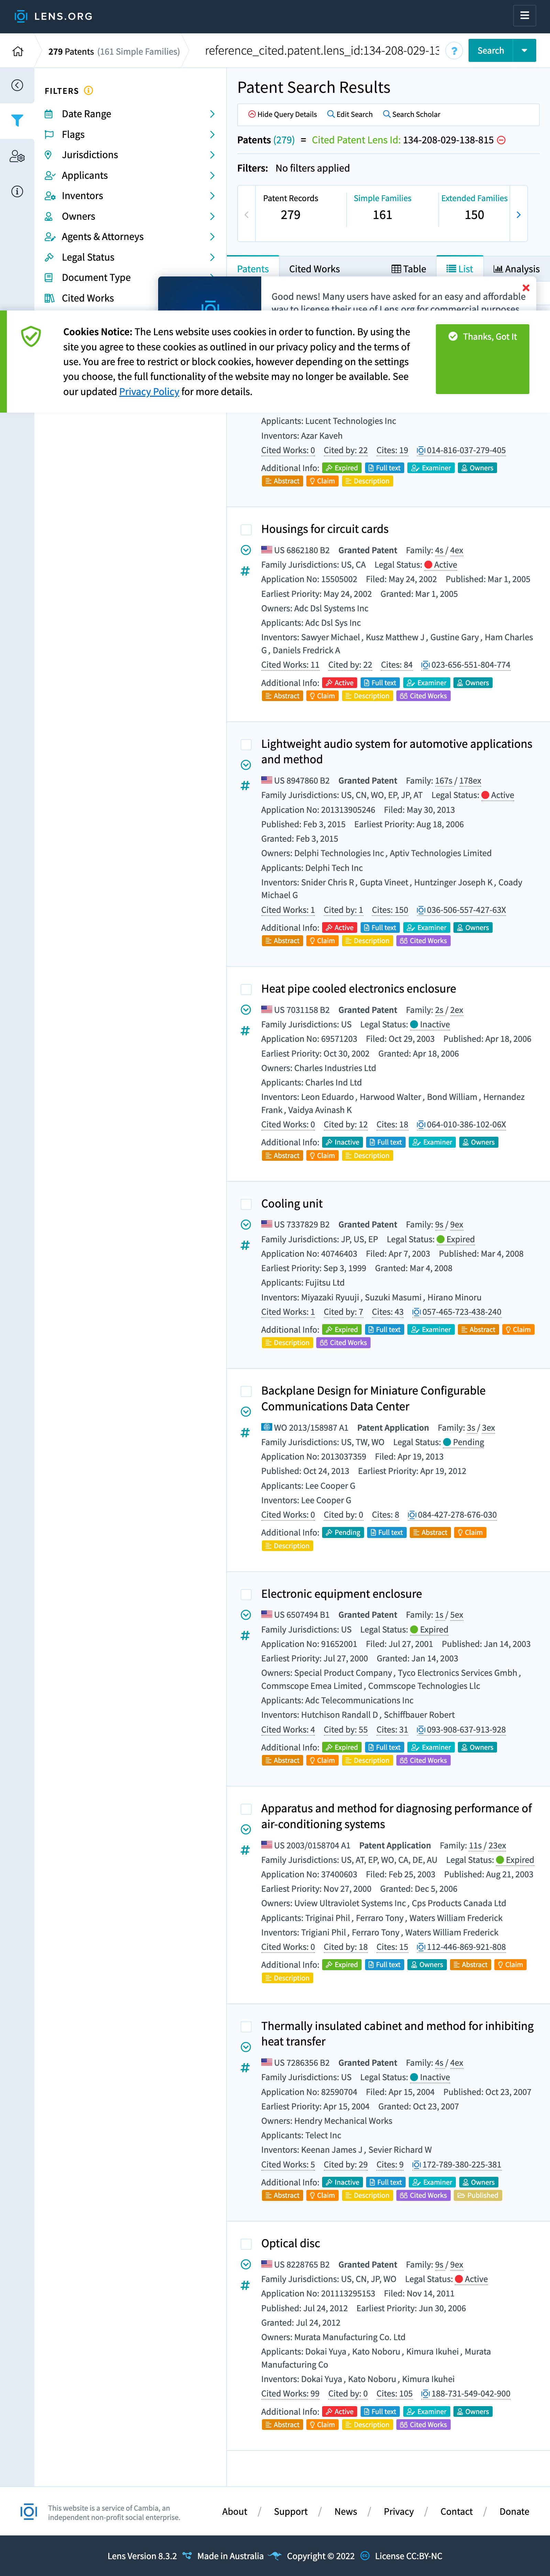 LENS.ORG
279 Patents (161 Simple Families)
reference_cited.patent.lens_id:134-208-029-13
?
Search
FILTERS
Date Range
Flags
Jurisdictions
Applicants
Inventors
Owners
Agents & Attorneys
Legal Status
Document Type
Cited Works
Patent Search Results
Hide Query Details Edit Search Search Scholar
Patents (279) = Cited Patent Lens Id: 134-208-029-138-815
Filters: No filters applied
Patent Records Simple Families Extended Families
279 161 150
Patents Cited Works Table List Analysis
Good news! Many users have asked for an easy and affordable
way to license their use of Lens.org for commercial purposes.
Cookies Notice: The Lens website uses cookies in order to function. By using the
site you agree to these cookies as outlined in our privacy policy and the terms of
use. You are free to restrict or block cookies, however depending on the settings
you choose, the full functionality of the website may no longer be available. See
our updated Privacy Policy for more details.
Thanks, Got It
Applicants: Lucent Technologies Inc
Inventors: Azar Kaveh
Cited Works: 0 Cited by: 22 Cites: 19 014-816-037-279-405
Additional Info: Expired Full text Examiner Owners
Abstract Claim Description
Housings for circuit cards
US 6862180 B2 Granted Patent Family: 4s / 4ex
Family Jurisdictions: US, CA Legal Status: Active
Application No: 15505002 Filed: May 24, 2002 Published: Mar 1, 2005
Earliest Priority: May 24, 2002 Granted: Mar 1, 2005
Owners: Adc Dsl Systems Inc
Applicants: Adc Dsl Sys Inc
Inventors: Sawyer Michael , Kusz Matthew J , Gustine Gary , Ham Charles
G , Daniels Fredrick A
Cited Works: 11 Cited by: 22 Cites: 84 023-656-551-804-774
Additional Info: Active Full text Examiner Owners
Abstract Claim Description Cited Works
Lightweight audio system for automotive applications
and method
US 8947860 B2 Granted Patent Family: 167s / 178ex
Family Jurisdictions: US, CN, WO, EP, JP, AT Legal Status: Active
Application No: 201313905246 Filed: May 30, 2013
Published: Feb 3, 2015 Earliest Priority: Aug 18, 2006
Granted: Feb 3, 2015
Owners: Delphi Technologies Inc , Aptiv Technologies Limited
Applicants: Delphi Tech Inc
Inventors: Snider Chris R , Gupta Vineet , Huntzinger Joseph K , Coady
Michael G
Cited Works: 1 Cited by: 1 Cites: 150 036-506-557-427-63X
Additional Info: Active Full text Examiner Owners
Abstract Claim Description Cited Works
Heat pipe cooled electronics enclosure
US 7031158 B2 Granted Patent Family: 2s / 2ex
Family Jurisdictions: US Legal Status: Inactive
Application No: 69571203 Filed: Oct 29, 2003 Published: Apr 18, 2006
Earliest Priority: Oct 30, 2002 Granted: Apr 18, 2006
Owners: Charles Industries Ltd
Applicants: Charles Ind Ltd
Inventors: Leon Eduardo , Harwood Walter , Bond William , Hernandez
Frank , Vaidya Avinash K
Cited Works: 0 Cited by: 12 Cites: 18 064-010-386-102-06X
Additional Info: Inactive Full text Examiner Owners
Abstract Claim Description
Cooling unit
US 7337829 B2 Granted Patent Family: 9s / 9ex
Family Jurisdictions: JP, US, EP Legal Status: Expired
Application No: 40746403 Filed: Apr 7, 2003 Published: Mar 4, 2008
Earliest Priority: Sep 3, 1999 Granted: Mar 4, 2008
Applicants: Fujitsu Ltd
Inventors: Miyazaki Ryuuji , Suzuki Masumi , Hirano Minoru
Cited Works: 1 Cited by: 7 Cites: 43 057-465-723-438-240
Additional Info: Expired Full text Examiner Abstract Claim
Description Cited Works
Backplane Design for Miniature Configurable
Communications Data Center
WO 2013/158987 A1 Patent Application Family: 3s / 3ex
Family Jurisdictions: US, TW, WO Legal Status: Pending
Application No: 2013037359 Filed: Apr 19, 2013
Published: Oct 24, 2013 Earliest Priority: Apr 19, 2012
Applicants: Lee Cooper G
Inventors: Lee Cooper G
Cited Works: 0 Cited by: 0 Cites: 8 084-427-278-676-030
Additional Info: Pending Full text Abstract Claim
Description
Electronic equipment enclosure
US 6507494 B1 Granted Patent Family: 1s / 5ex
Family Jurisdictions: US Legal Status: Expired
Application No: 91652001 Filed: Jul 27, 2001 Published: Jan 14, 2003
Earliest Priority: Jul 27, 2000 Granted: Jan 14, 2003
Owners: Special Product Company , Tyco Electronics Services Gmbh ,
Commscope Emea Limited , Commscope Technologies Llc
Applicants: Adc Telecommunications Inc
Inventors: Hutchison Randall D , Schiffbauer Robert
Cited Works: 4 Cited by: 55 Cites: 31 093-908-637-913-928
Additional Info: Expired Full text Examiner Owners
Abstract Claim Description Cited Works
Apparatus and method for diagnosing performance of
air-conditioning systems
US 2003/0158704 A1 Patent Application Family: 11s / 23ex
Family Jurisdictions: US, AT, EP, WO, CA, DE, AU Legal Status: Expired
Application No: 37400603 Filed: Feb 25, 2003 Published: Aug 21, 2003
Earliest Priority: Nov 27, 2000 Granted: Dec 5, 2006
Owners: Uview Ultraviolet Systems Inc , Cps Products Canada Ltd
Applicants: Triginai Phil , Ferraro Tony , Waters William Frederick
Inventors: Trigiani Phil , Ferraro Tony , Waters William Frederick
Cited Works: 0 Cited by: 18 Cites: 15 112-446-869-921-808
Additional Info: Expired Full text Owners Abstract Claim
Description
Thermally insulated cabinet and method for inhibiting
heat transfer
US 7286356 B2 Granted Patent Family: 4s / 4ex
Family Jurisdictions: US Legal Status: Inactive
Application No: 82590704 Filed: Apr 15, 2004 Published: Oct 23, 2007
Earliest Priority: Apr 15, 2004 Granted: Oct 23, 2007
Owners: Hendry Mechanical Works
Applicants: Telect Inc
Inventors: Keenan James J , Sevier Richard W
Cited Works: 5 Cited by: 29 Cites: 9 172-789-380-225-381
Additional Info: Inactive Full text Examiner Owners
Abstract Claim Description Cited Works Published
Optical disc
US 8228765 B2 Granted Patent Family: 9s / 9ex
Family Jurisdictions: US, CN, JP, WO Legal Status: Active
Application No: 201113295153 Filed: Nov 14, 2011
Published: Jul 24, 2012 Earliest Priority: Jun 30, 2006
Granted: Jul 24, 2012
Owners: Murata Manufacturing Co. Ltd
Applicants: Dokai Yuya , Kato Noboru , Kimura Ikuhei , Murata
Manufacturing Co
Inventors: Dokai Yuya , Kato Noboru , Kimura Ikuhei
Cited Works: 99 Cited by: 0 Cites: 105 188-731-549-042-900
Additional Info: Active Full text Examiner Owners
Abstract Claim Description Cited Works
This website is a service of Cambia, an
independent non-profit social enterprise.
About / Support / News / Privacy / Contact / Donate
Lens Version 8.3.2 Made in Australia Copyright © 2022 License CC:BY-NC